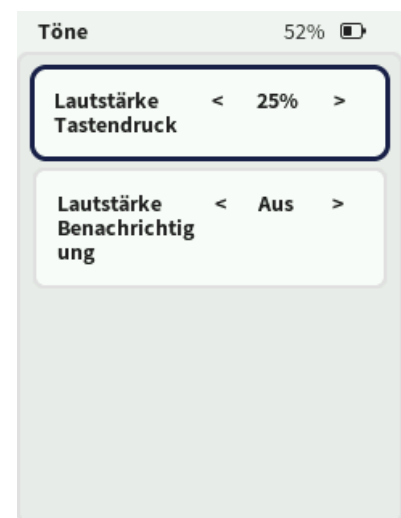 Töne 52%
Lautstärke < 25% >
Tastendruck
Lautstärke < Aus >
Benachrichtig
ung